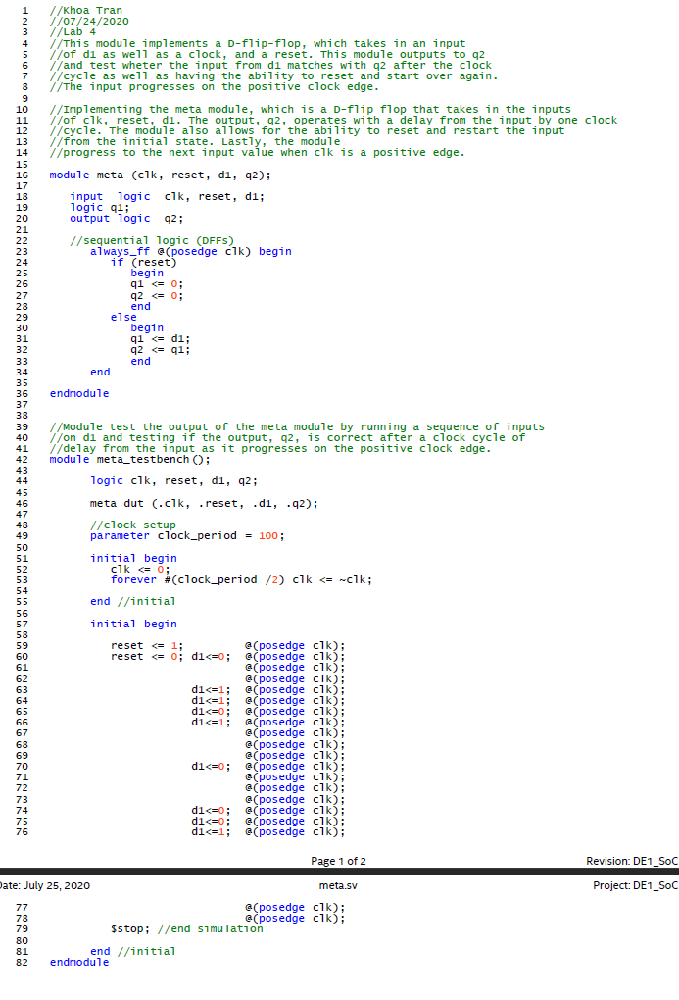 1 //Khoa Tran
2 //07/24/2020
3 //Lab 4
4 //This module implements a D-flip-flop, which takes in an input
5 //of d1 as well as a clock, and a reset. This module outputs to q2
6 //and test wheter the input from d1 matches with q2 after the clock
7 //cycle as well as having the ability to reset and start over again.
8 //The input progresses on the positive clock edge.
9
10 //Implementing the meta module, which is a D-flip flop that takes in the inputs
11 //of clk, reset, d1. The output, q2, operates with a delay from the input by one clock
12 //cycle. The module also allows for the ability to reset and restart the input
13 //from the initial state. Lastly, the module
14 //progress to the next input value when clk is a positive edge.
15
16 module meta (clk, reset, d1, q2);
17
18 input logic clk, reset, d1;
19 logic q1;
20 output logic q2;
21
22 //sequential logic (DFFs)
23 always_ff @(posedge clk) begin
24 if (reset)
25 begin
26 q1 <= 0;
27 q2 <= 0;
28 end
29 else
30 begin
31 q1 <= d1;
32 q2 <= q1;
33 end
34 end
35
36 endmodule
37
38
39 //Module test the output of the meta module by running a sequence of inputs
40 //on d1 and testing if the output, q2, is correct after a clock cycle of
41 //delay from the input as it progresses on the positive clock edge.
42 module meta_testbench();
43
44 logic clk, reset, d1, q2;
45
46 meta dut (.clk, .reset, .d1, .q2);
47
48 //clock setup
49 parameter clock_period = 100;
50
51 initial begin
52 clk <= 0;
53 forever #(clock_period /2) clk <= ~clk;
54
55 end //initial
56
57 initial begin
58
59 reset <= 1; @(posedge clk);
60 reset <= 0; d1<=0; @(posedge clk);
61 @(posedge clk);
62 @(posedge clk);
63 d1<=1; @(posedge clk);
64 d1<=1; @(posedge clk);
65 d1<=0; @(posedge clk);
66 d1<=1; @(posedge clk);
67 @(posedge clk);
68 @(posedge clk);
69 @(posedge clk);
70 d1<=0; @(posedge clk);
71 @(posedge clk);
72 @(posedge clk);
73 @(posedge clk);
74 d1<=0; @(posedge clk);
75 d1<=0; @(posedge clk);
76 d1<=1; @(posedge clk);
Page 1 of 2 Revision: DE1_SoC
ate: July 25, 2020 meta.sv Project: DE1_SoC
77 @(posedge clk);
78 @(posedge clk);
79 $stop; //end simulation
80
81 end //initial
82 endmodule